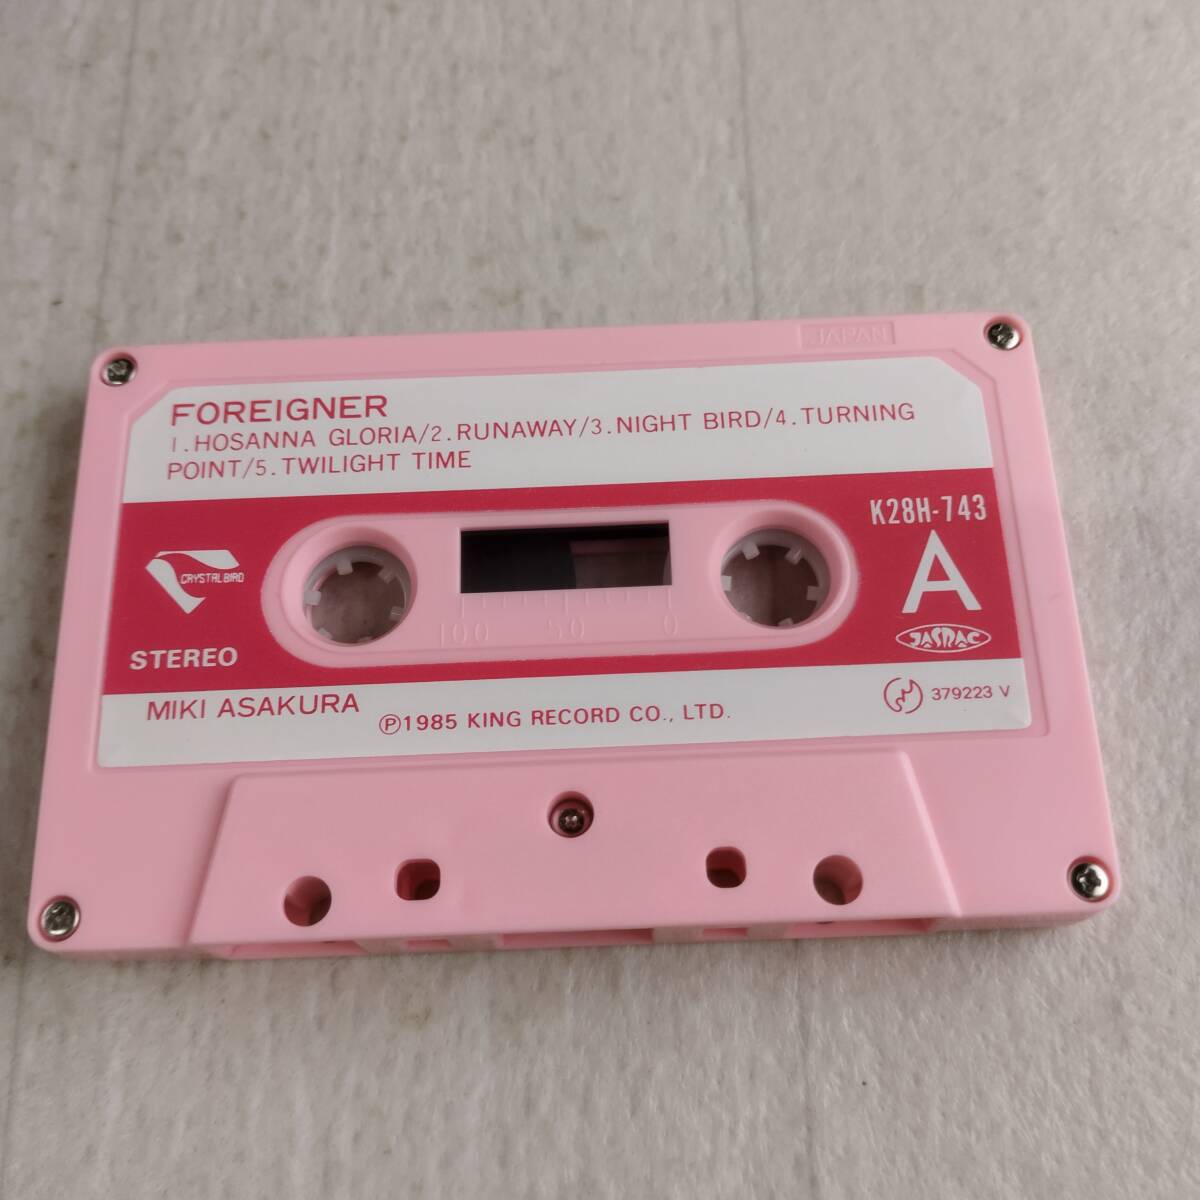 JAPAN
FOREIGNER
1.HOSANNA GLORIA/2.RUNAWAY/3.NIGHT BIRD/4.TURNING
POINT/5.TWILIGHT TIME
K28H-743
CRYSTAL BIRD
A
100 50 0
STEREO
JASRAC
MIKI ASAKURA
Ⓟ1985 KING RECORD CO., LTD.
379223 V